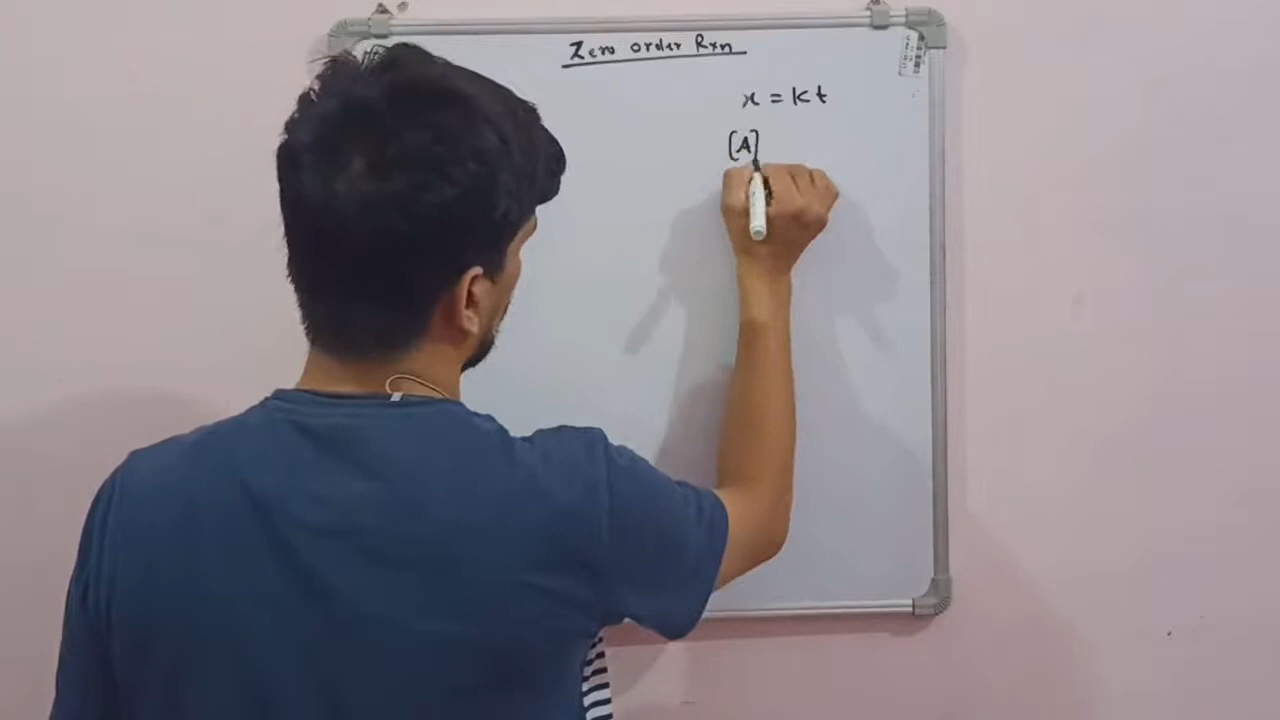 Zero order Rxn
x = kt
[A]